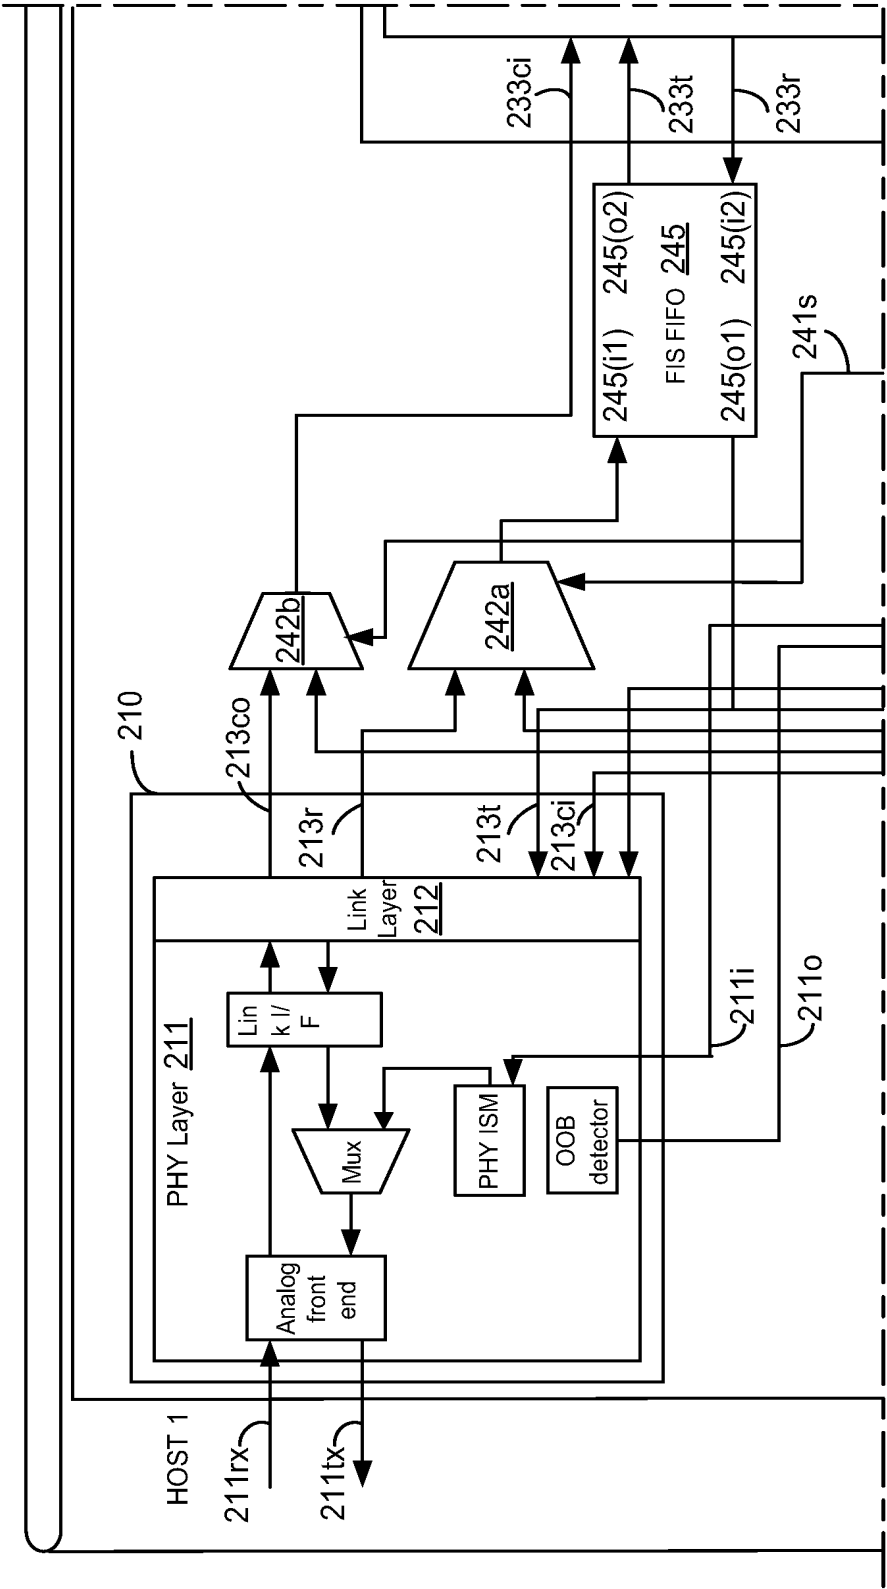 HOST 1
211rx
211tx
210
PHY Layer 211
Analog
front
end
Mux
Lin
k I/
F
PHY ISM
OOB
detector
Link
Layer
212
213co
213r
213t
213ci
211i
211o
242b
242a
241s
245(i1)
245(o2)
FIS FIFO 245
245(o1)
245(i2)
233ci
233t
233r